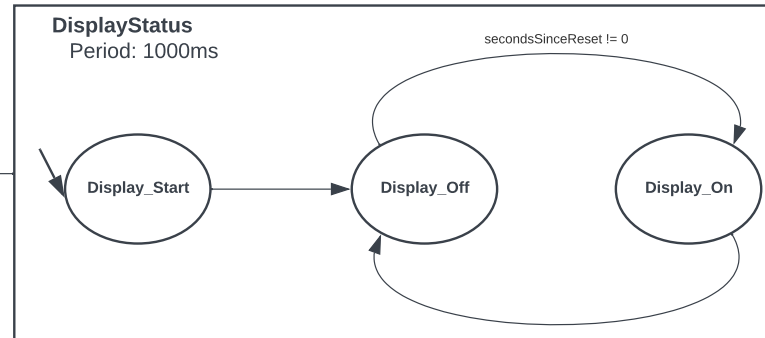 DisplayStatus
Period: 1000ms
secondsSinceReset != 0
Display_Start
Display_Off
Display_On